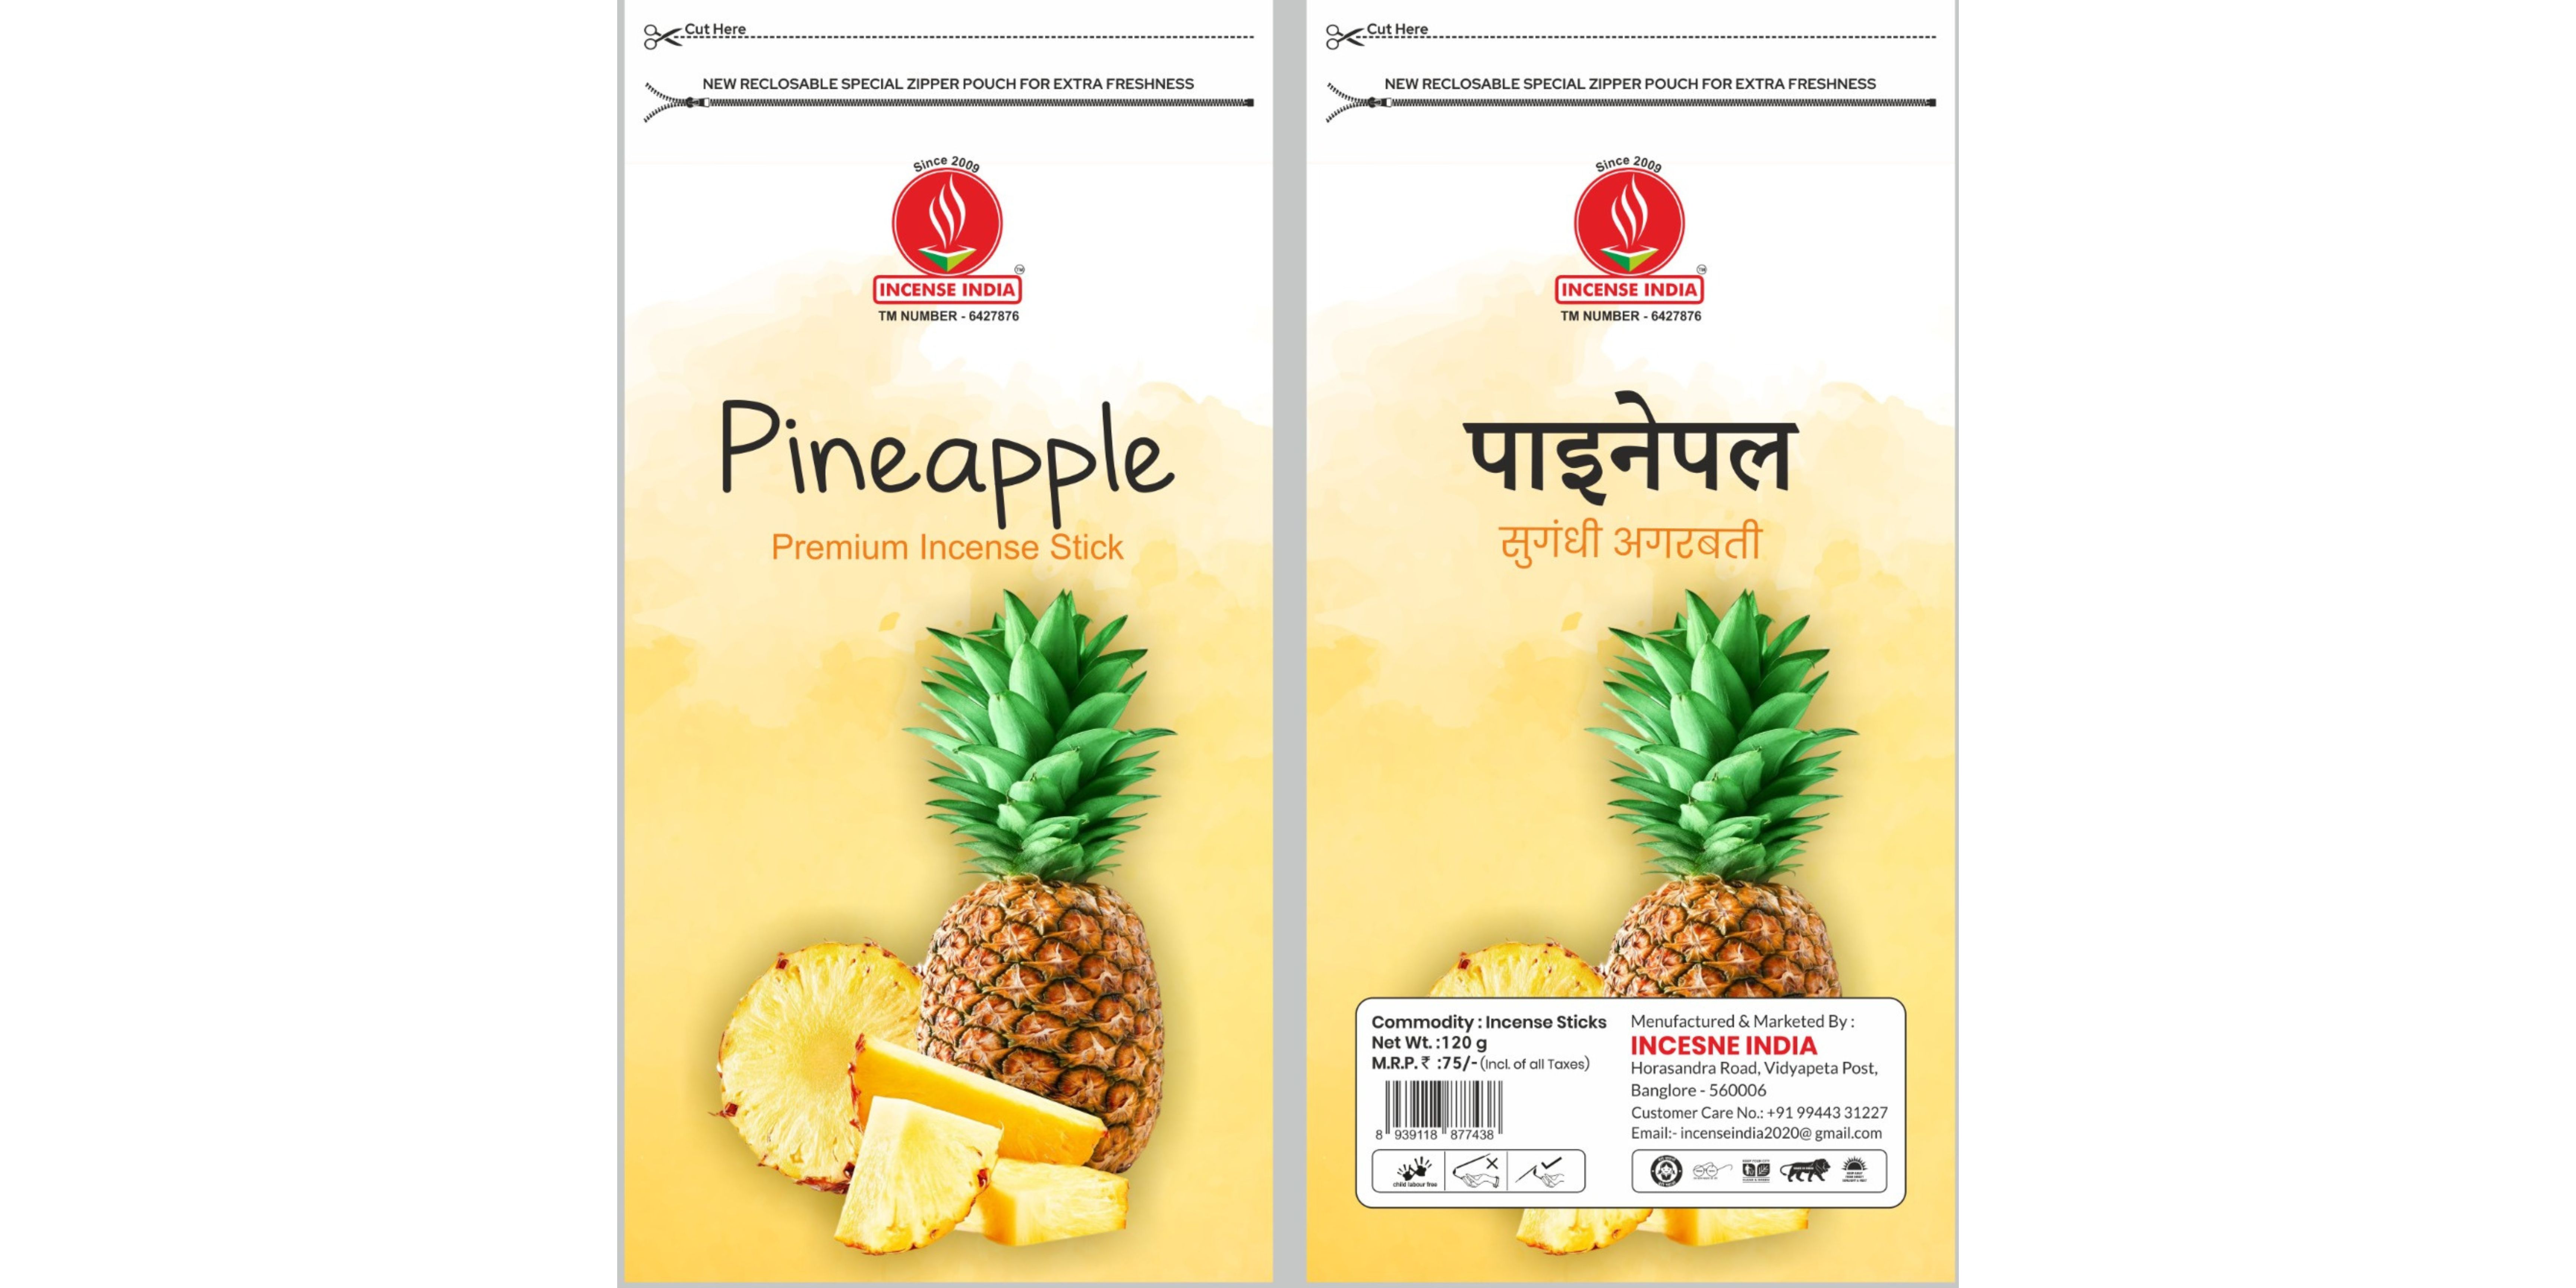 Cut Here
NEW RECLOSABLE SPECIAL ZIPPER POUCH FOR EXTRA FRESHNESS
Since 2009
TM
INCENSE INDIA
TM NUMBER - 6427876
Pineapple
Premium Incense Stick
Cut Here
NEW RECLOSABLE SPECIAL ZIPPER POUCH FOR EXTRA FRESHNESS
Since 2009
TM
INCENSE INDIA
TM NUMBER - 6427876
पाइनेपल
सुगंधी अगरबती
Commodity : Incense Sticks
Net Wt. :120 g
M.R.P. ₹ :75/- (Incl. of all Taxes)
8 939118 877438
child labour free
Manufactured & Marketed By :
INCESNE INDIA
Horasandra Road, Vidyapeta Post,
Banglore - 560006
Customer Care No.: +91 99443 31227
Email:- incenseindia2020@ gmail.com